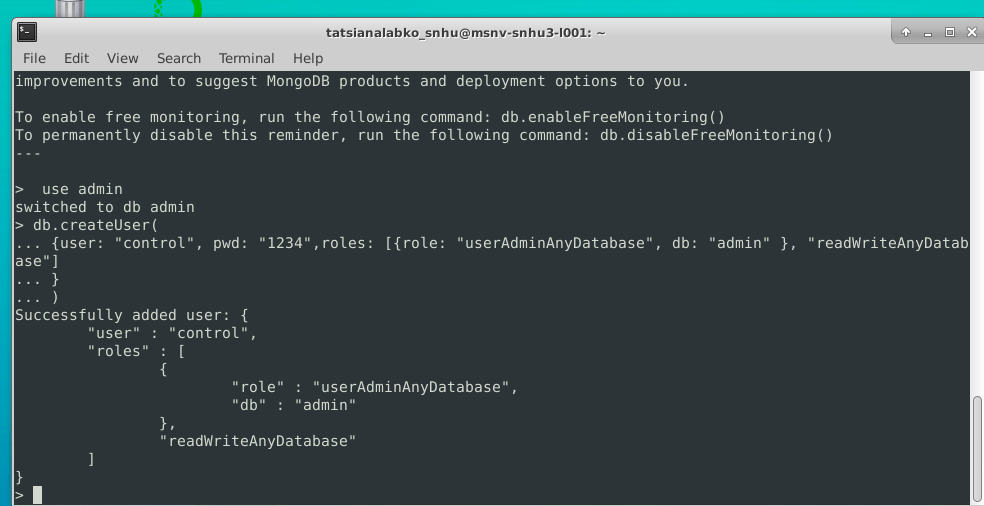 tatsianalabko_snhu@msnv-snhu3-l001: ~
File Edit View Search Terminal Help
improvements and to suggest MongoDB products and deployment options to you.
To enable free monitoring, run the following command: db.enableFreeMonitoring()
To permanently disable this reminder, run the following command: db.disableFreeMonitoring()
---
>  use admin
switched to db admin
> db.createUser(
... {user: "control", pwd: "1234",roles: [{role: "userAdminAnyDatabase", db: "admin" }, "readWriteAnyDatab
ase"]
... }
... )
Successfully added user: {
        "user" : "control",
        "roles" : [
                {
                        "role" : "userAdminAnyDatabase",
                        "db" : "admin"
                },
                "readWriteAnyDatabase"
        ]
}
>